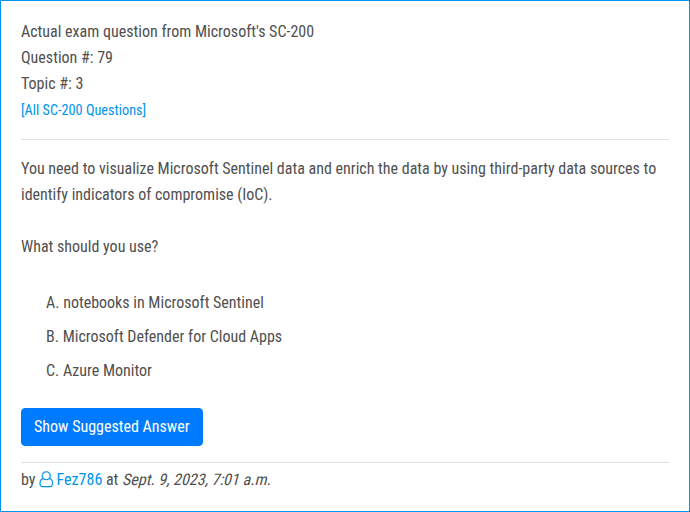 Actual exam question from Microsoft's SC-200
Question #: 79
Topic #: 3
[All SC-200 Questions]
You need to visualize Microsoft Sentinel data and enrich the data by using third-party data sources to
identify indicators of compromise (IoC).
What should you use?
A. notebooks in Microsoft Sentinel
B. Microsoft Defender for Cloud Apps
C. Azure Monitor
Show Suggested Answer
by Fez786 at Sept. 9, 2023, 7:01 a.m.